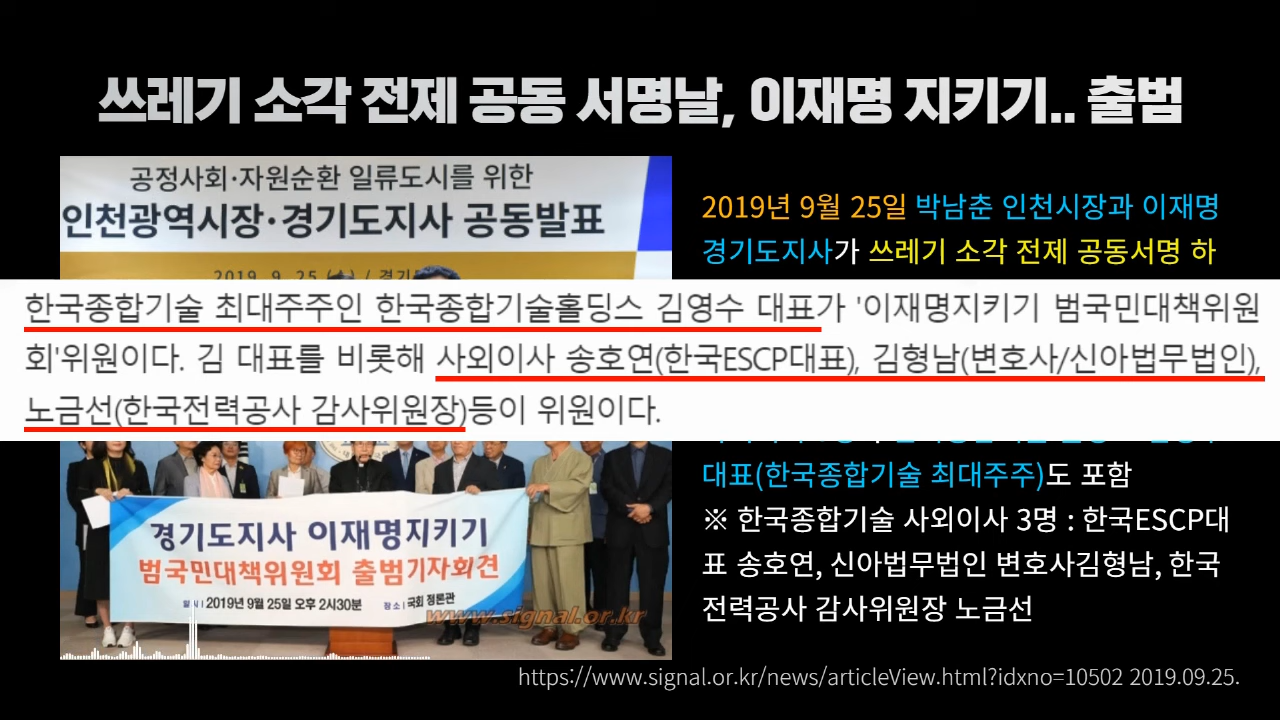 쓰레기 소각 전제 공동 서명날, 이재명 지키기.. 출범
공정사회·자원순환 일류도시를 위한
인천광역시장·경기도지사 공동발표
2019. 9. 25 / 경기
2019년 9월 25일 박남춘 인천시장과 이재명
경기도지사가 쓰레기 소각 전제 공동서명 하
한국종합기술 최대주주인 한국종합기술홀딩스 김영수 대표가 '이재명지키기 범국민대책위원
회'위원이다. 김 대표를 비롯해 사외이사 송호연(한국ESCP대표), 김형남(변호사/신아법무법인),
노금선(한국전력공사 감사위원장)등이 위원이다.
대표(한국종합기술 최대주주)도 포함
※ 한국종합기술 사외이사 3명 : 한국ESCP대
표 송호연, 신아법무법인 변호사김형남, 한국
전력공사 감사위원장 노금선
경기도지사 이재명지키기
범국민대책위원회 출범기자회견
일시 2019년 9월 25일 오후 2시30분 장소 국회 정론관
www.signal.or.kr
https://www.signal.or.kr/news/articleView.html?idxno=10502 2019.09.25.